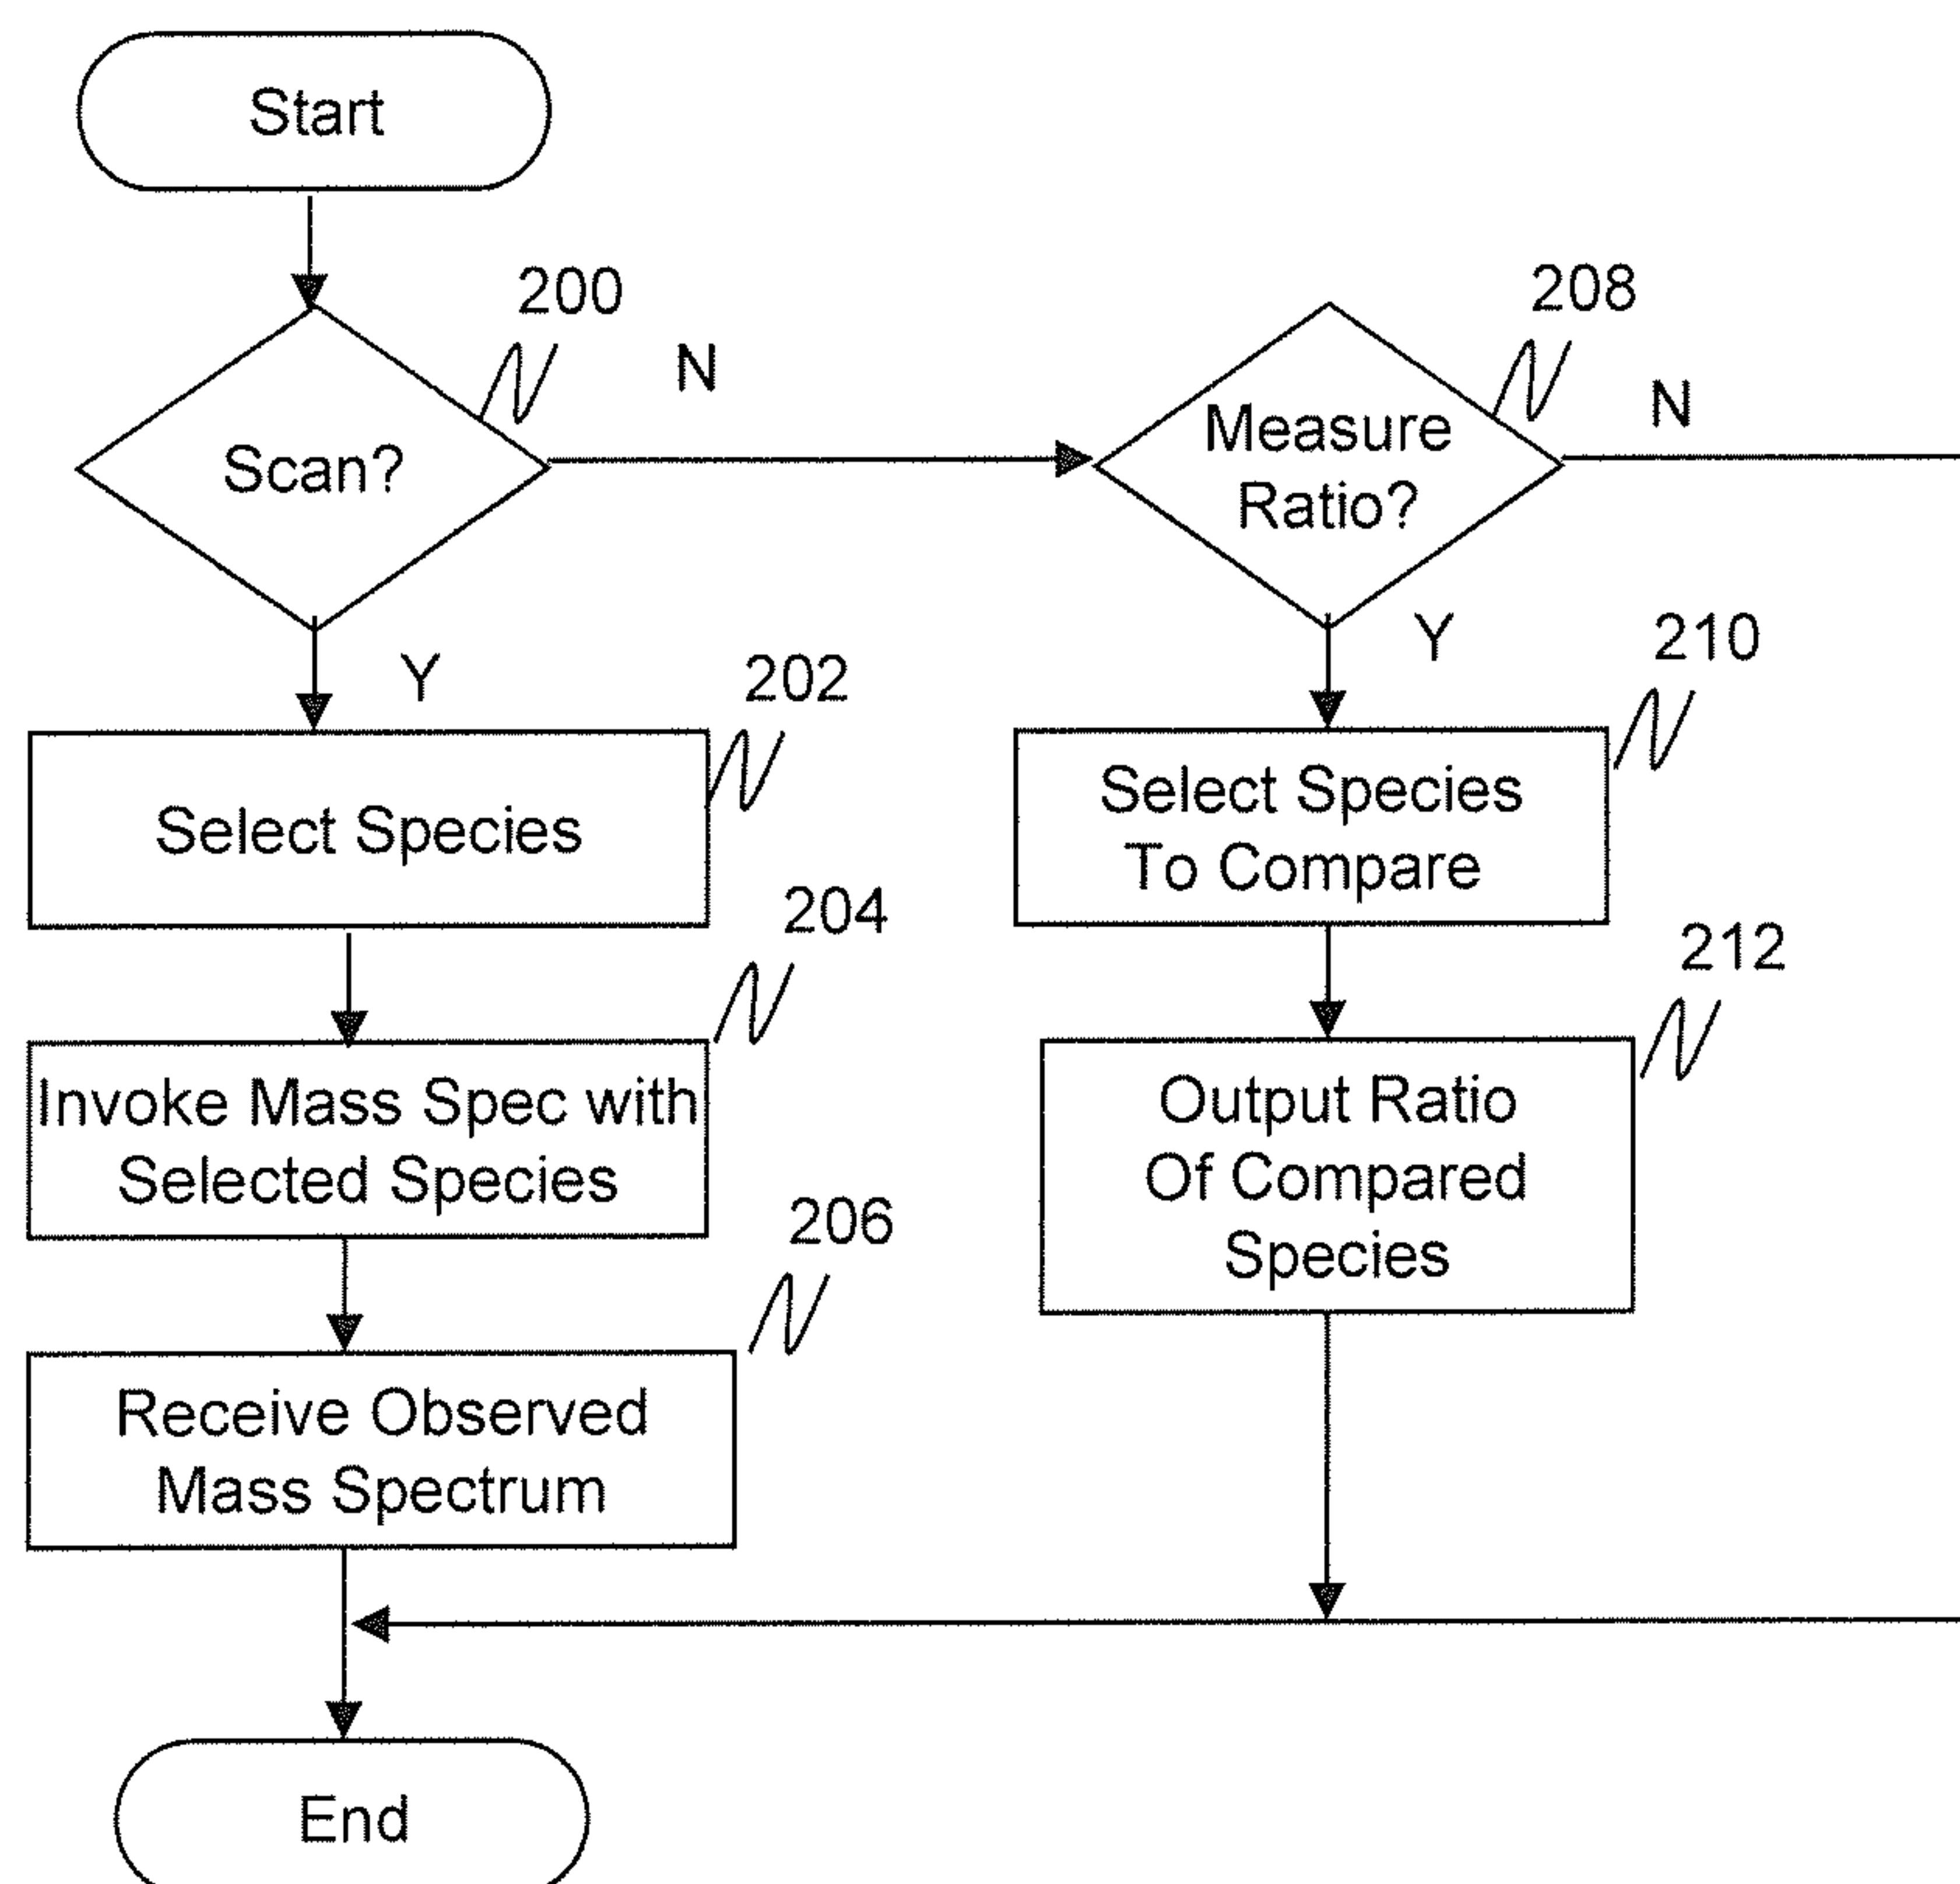 Start
200
N
Scan?
Y
208
N
Measure
Ratio?
Y
202
Select Species
204
Invoke Mass Spec with
Selected Species
206
Receive Observed
Mass Spectrum
210
Select Species
To Compare
212
Output Ratio
Of Compared
Species
End